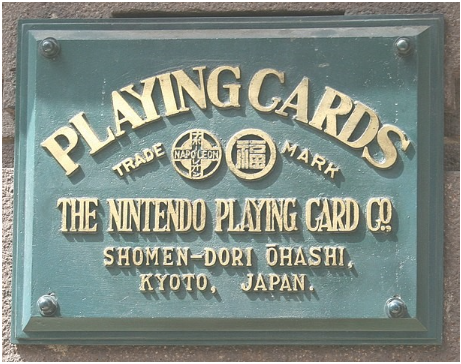 PLAYING CARDS
TRADE NAPOLEON 福 MARK
THE NINTENDO PLAYING CARD CO.,
SHOMEN-DORI ŌHASHI,
KYOTO, JAPAN.